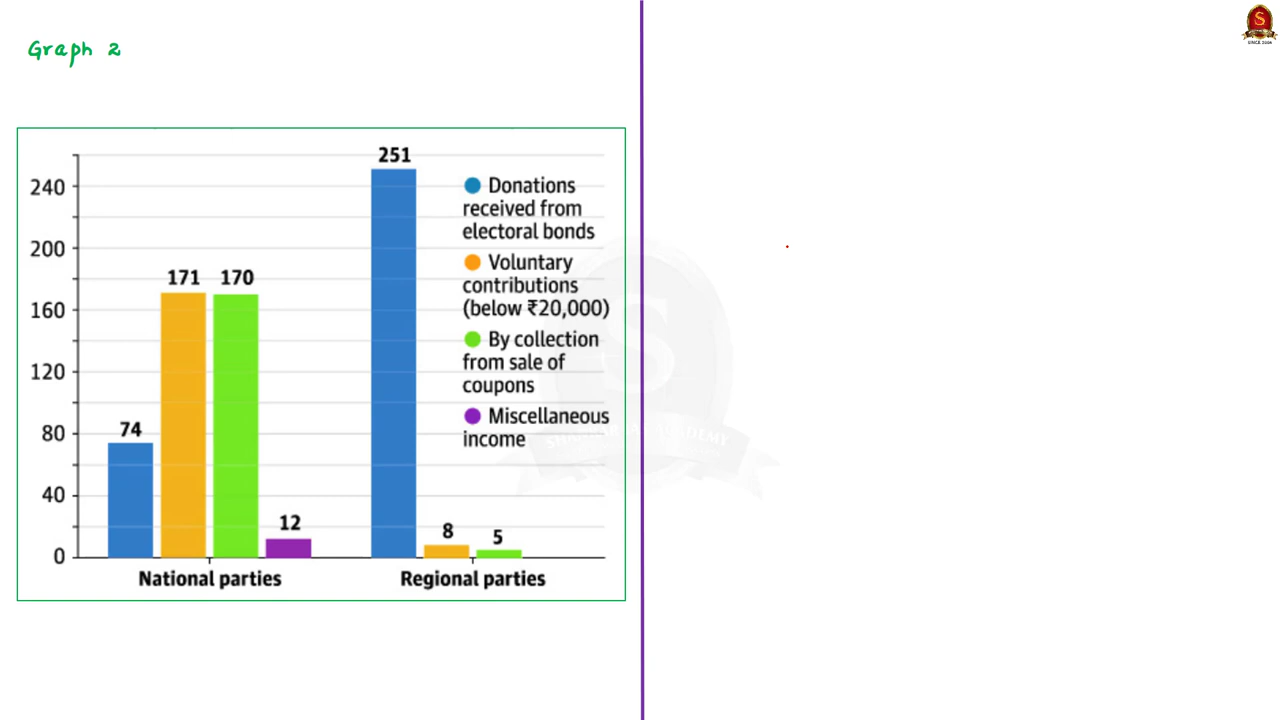 Graph 2
251
240
200
160
120
80
40
0
74
171
170
12
8
5
National parties
Regional parties
Donations
received from
electoral bonds
Voluntary
contributions
(below ₹20,000)
By collection
from sale of
coupons
Miscellaneous
income
S
SINCE 2004
S